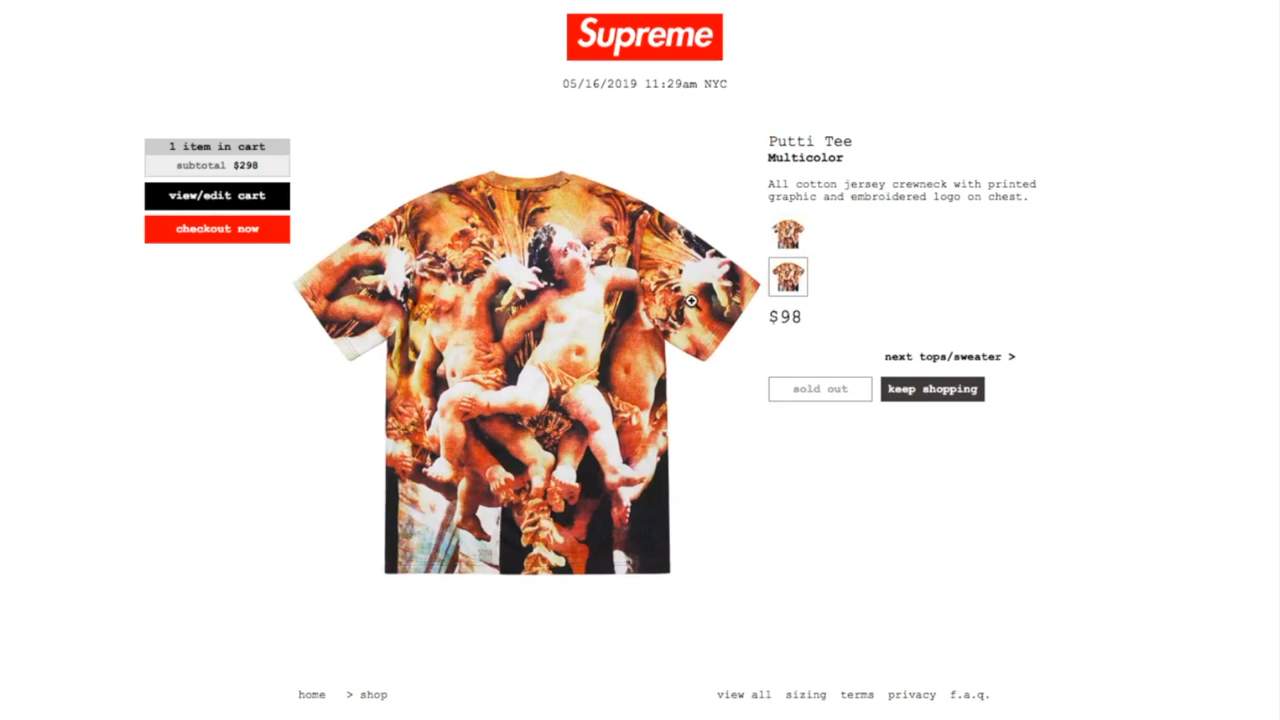 Supreme
05/16/2019 11:29am NYC
1 item in cart
subtotal $298
view/edit cart
checkout now
Putti Tee
Multicolor
All cotton jersey crewneck with printed
graphic and embroidered logo on chest.
$98
next tops/sweater >
sold out
keep shopping
home > shop
view all sizing terms privacy f.a.q.